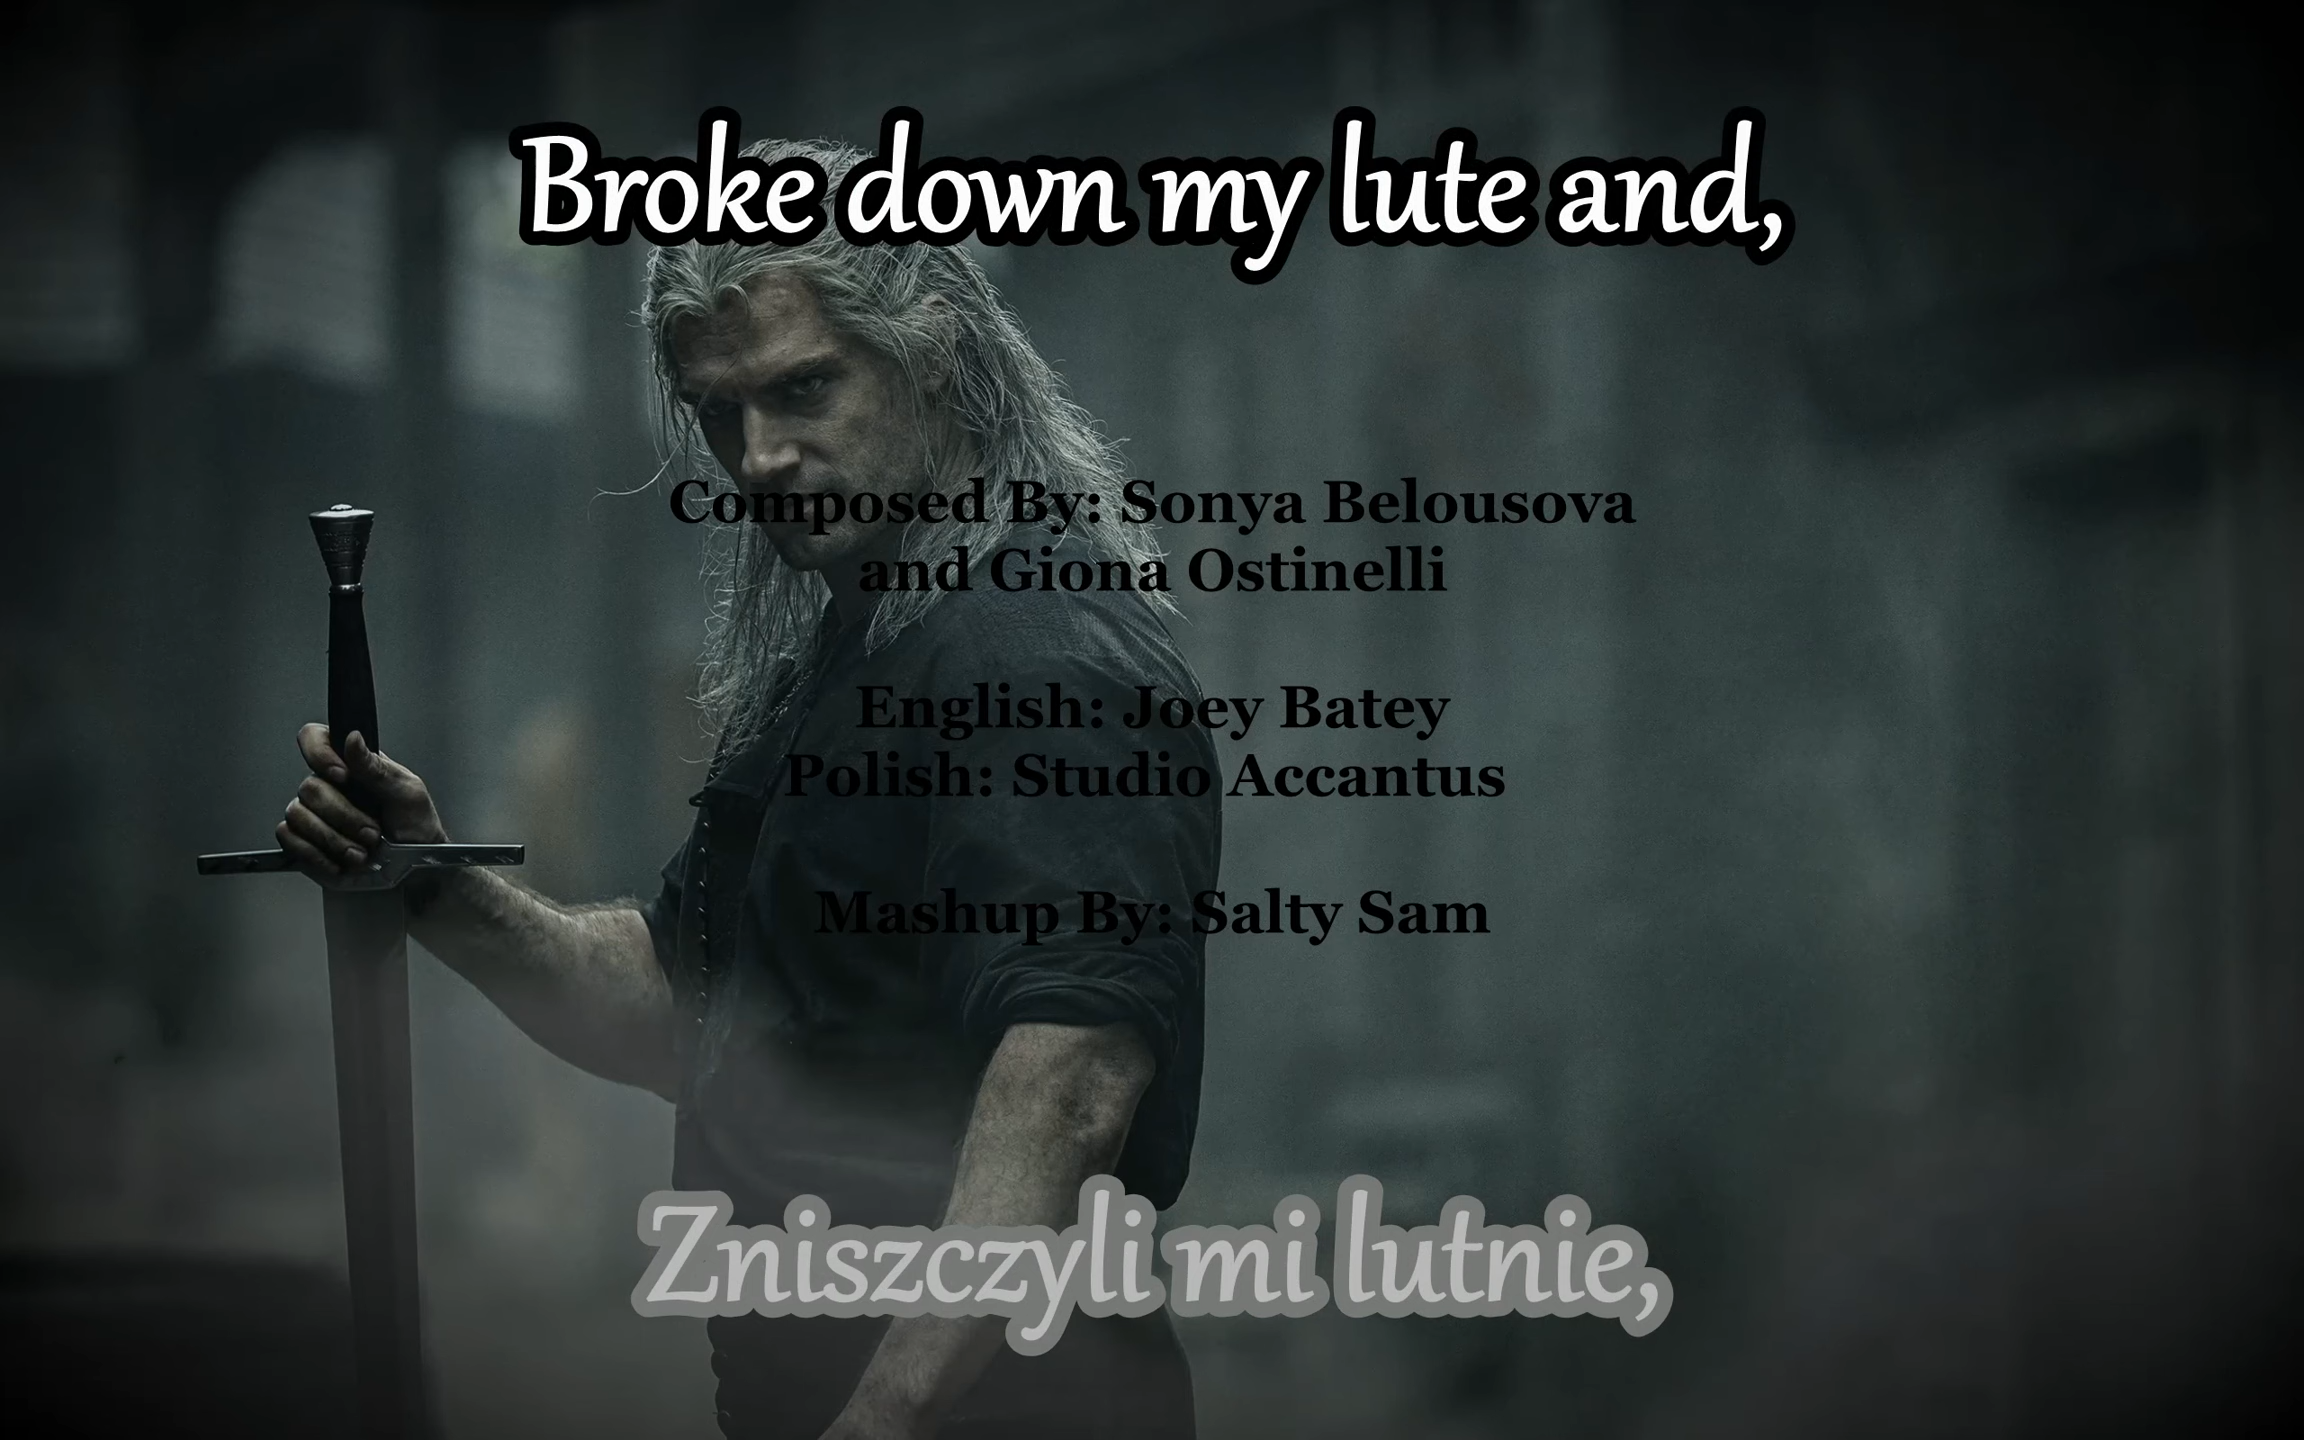 Broke down my lute and,
Composed By: Sonya Belousova
and Giona Ostinelli
English: Joey Batey
Polish: Studio Accantus
Mashup By: Salty Sam
Zniszczyli mi lutnie,